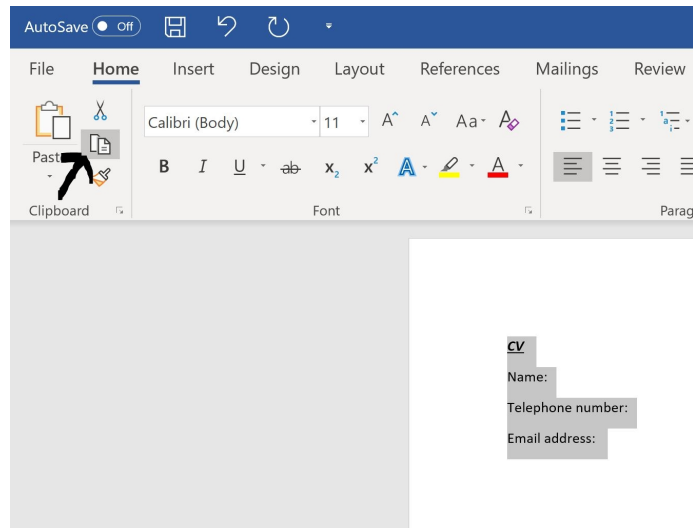 AutoSave Off
File Home Insert Design Layout References Mailings Review
Calibri (Body) 11 A A Aa A
Past
B I U ab x2 x2 A A
Clipboard Font Parag
CV
Name:
Telephone number:
Email address: